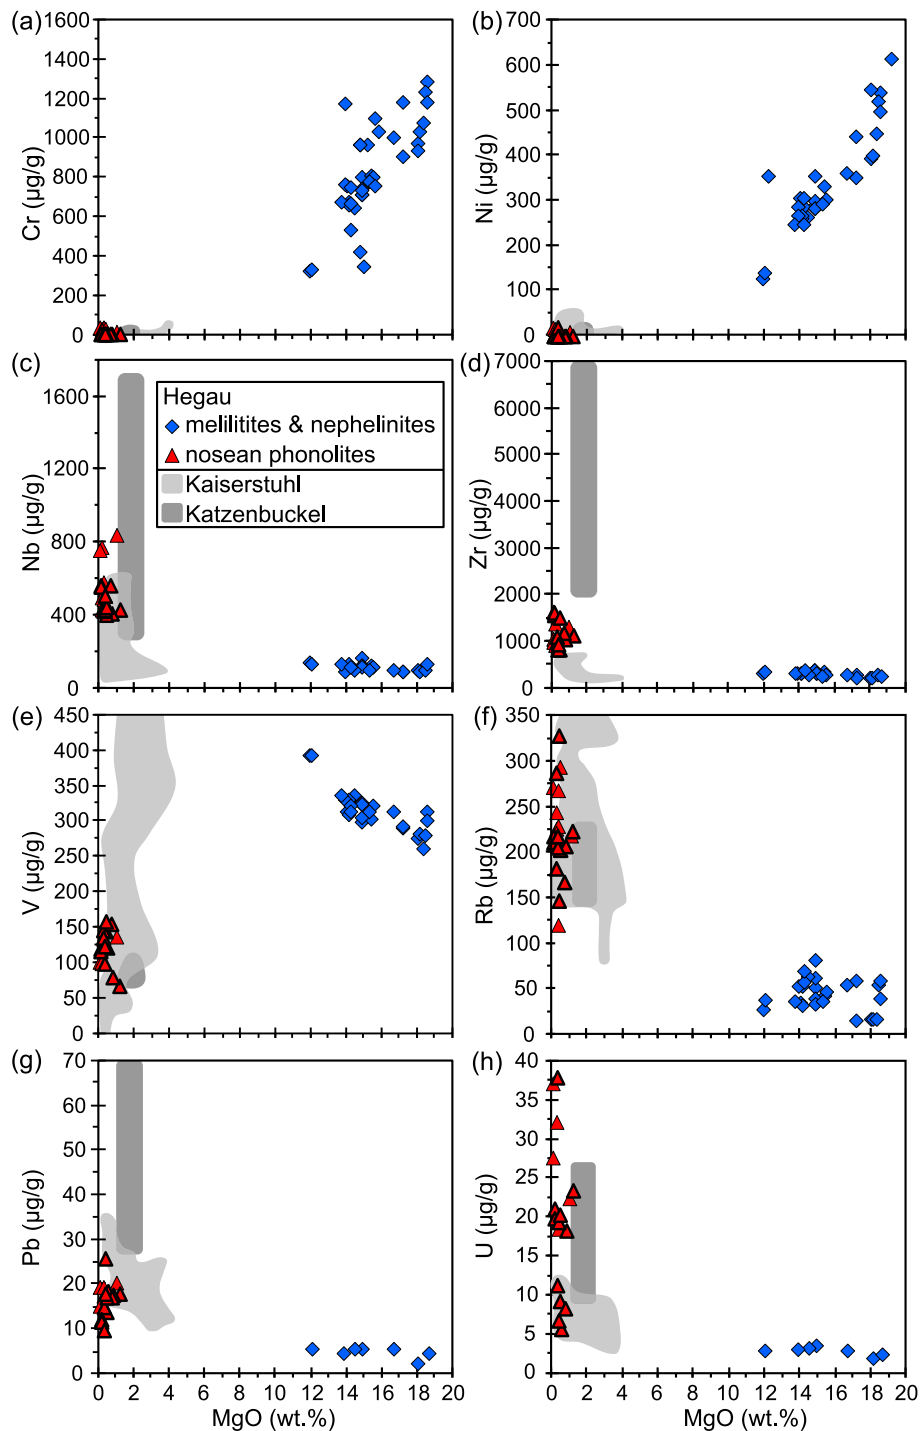 (a) 1600
1400
1200
1000
800
600
400
200
0
Cr (µg/g)
(b) 700
600
500
400
300
200
100
0
Ni (µg/g)
(c)
1600
1200
800
400
0
Nb (µg/g)
Hegau
melilitites & nephelinites
nosean phonolites
Kaiserstuhl
Katzenbuckel
(d) 7000
6000
5000
4000
3000
2000
1000
0
Zr (µg/g)
(e) 450
400
350
300
250
200
150
100
50
0
V (µg/g)
(f) 350
300
250
200
150
100
50
0
Rb (µg/g)
(g) 70
60
50
40
30
20
10
0
Pb (µg/g)
0 2 4 6 8 10 12 14 16 18 20
MgO (wt.%)
(h) 40
35
30
25
20
15
10
5
0
U (µg/g)
0 2 4 6 8 10 12 14 16 18 20
MgO (wt.%)